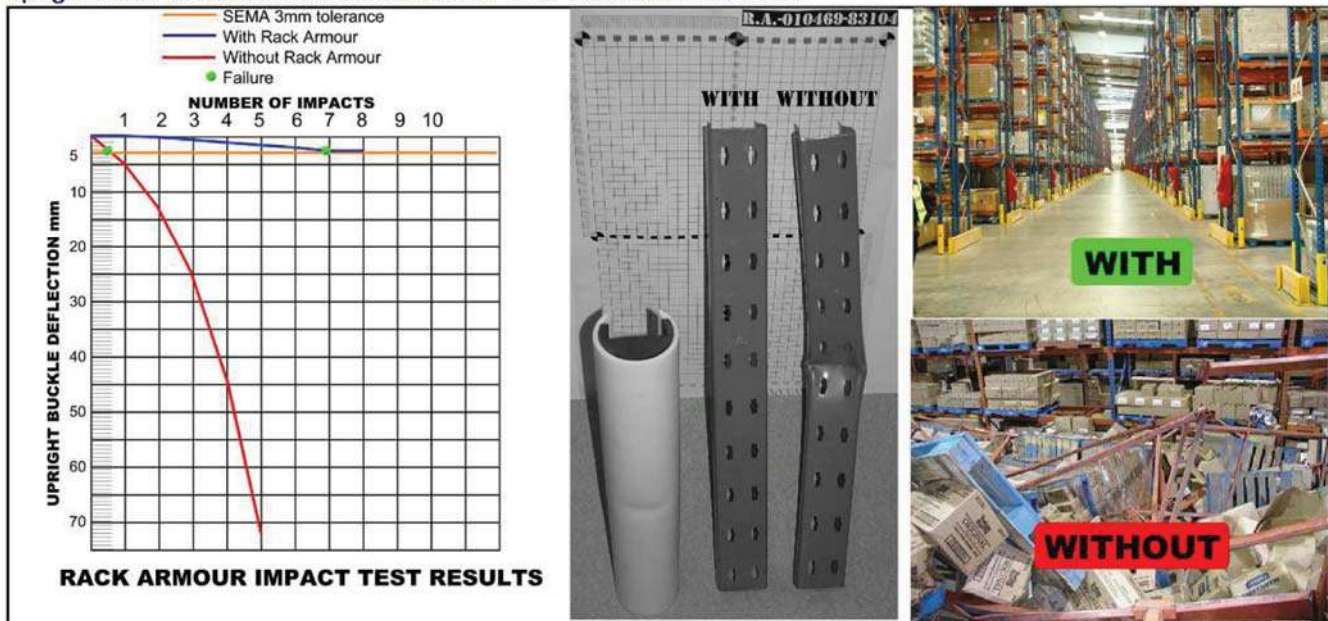 SEMA 3mm tolerance
With Rack Armour
Without Rack Armour
Failure
NUMBER OF IMPACTS
1 2 3 4 5 6 7 8 9 10
UPRIGHT BUCKLE DEFLECTION mm
5
10
20
30
40
50
60
70
RACK ARMOUR IMPACT TEST RESULTS
R.A.-010469-83104
WITH WITHOUT
WITH
WITHOUT